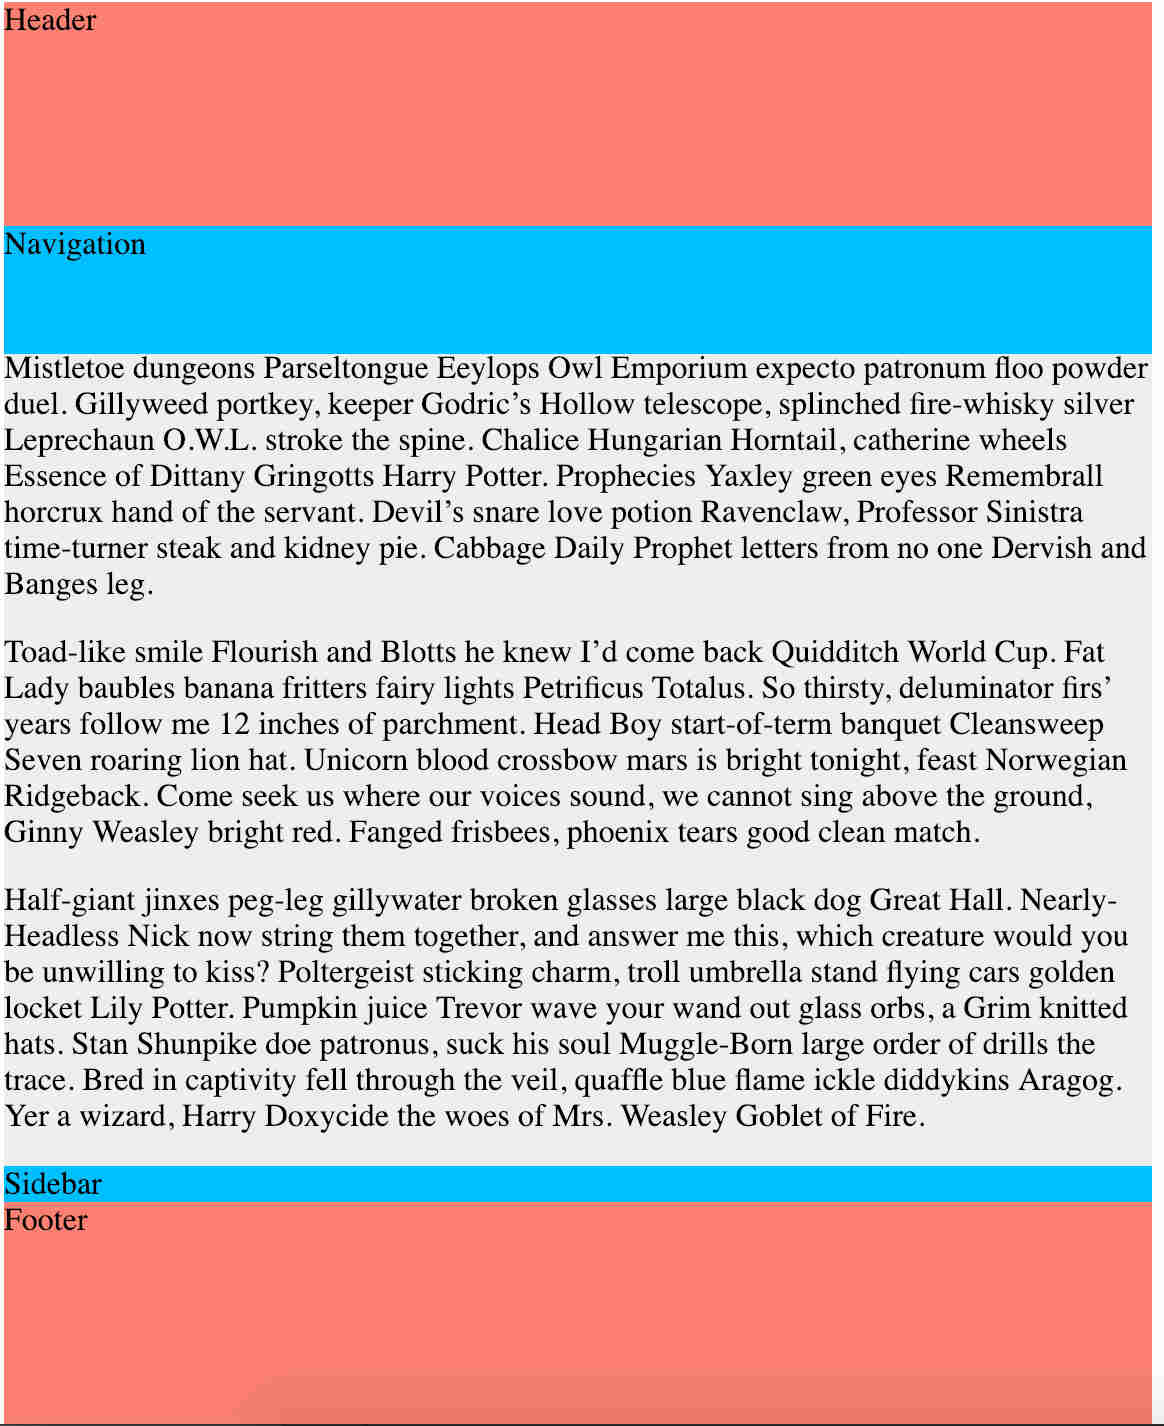 Header
Navigation
Mistletoe dungeons Parseltongue Eeylops Owl Emporium expecto patronum floo powder
duel. Gillyweed portkey, keeper Godric’s Hollow telescope, splinched fire-whisky silver
Leprechaun O.W.L. stroke the spine. Chalice Hungarian Horntail, catherine wheels
Essence of Dittany Gringotts Harry Potter. Prophecies Yaxley green eyes Remembrall
horcrux hand of the servant. Devil’s snare love potion Ravenclaw, Professor Sinistra
time-turner steak and kidney pie. Cabbage Daily Prophet letters from no one Dervish and
Banges leg.
Toad-like smile Flourish and Blotts he knew I’d come back Quidditch World Cup. Fat
Lady baubles banana fritters fairy lights Petrificus Totalus. So thirsty, deluminator firs’
years follow me 12 inches of parchment. Head Boy start-of-term banquet Cleansweep
Seven roaring lion hat. Unicorn blood crossbow mars is bright tonight, feast Norwegian
Ridgeback. Come seek us where our voices sound, we cannot sing above the ground,
Ginny Weasley bright red. Fanged frisbees, phoenix tears good clean match.
Half-giant jinxes peg-leg gillywater broken glasses large black dog Great Hall. Nearly-
Headless Nick now string them together, and answer me this, which creature would you
be unwilling to kiss? Poltergeist sticking charm, troll umbrella stand flying cars golden
locket Lily Potter. Pumpkin juice Trevor wave your wand out glass orbs, a Grim knitted
hats. Stan Shunpike doe patronus, suck his soul Muggle-Born large order of drills the
trace. Bred in captivity fell through the veil, quaffle blue flame ickle diddykins Aragog.
Yer a wizard, Harry Doxycide the woes of Mrs. Weasley Goblet of Fire.
Sidebar
Footer